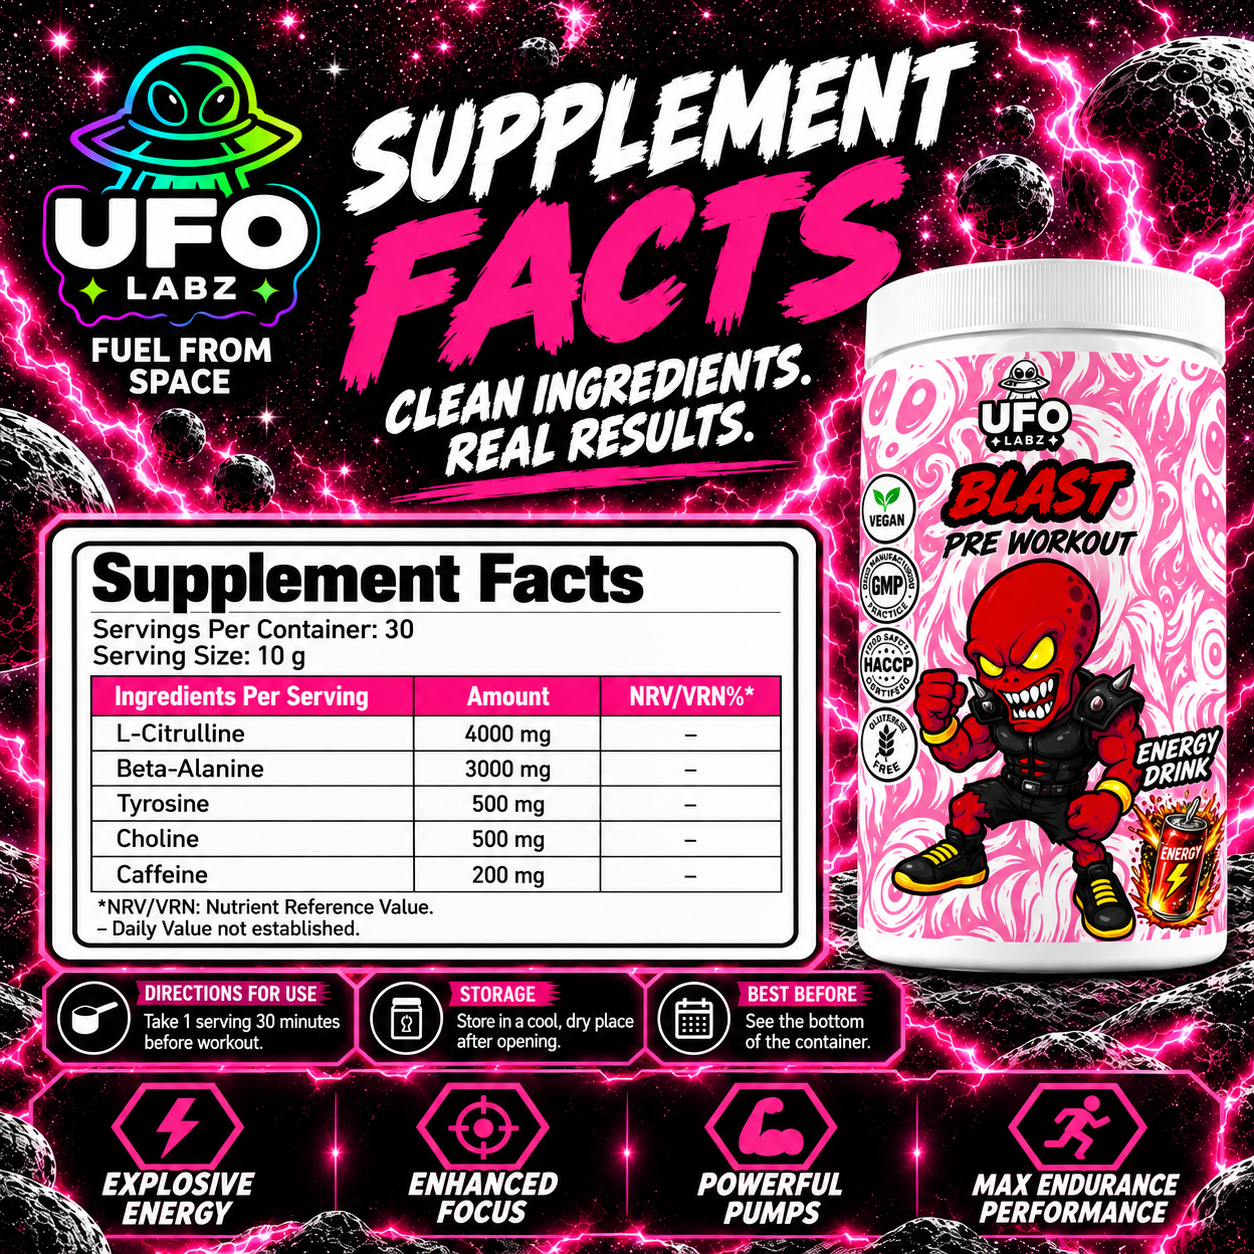 UFO
LABZ
FUEL FROM
SPACE
SUPPLEMENT
FACTS
CLEAN INGREDIENTS.
REAL RESULTS.
Supplement Facts
Servings Per Container: 30
Serving Size: 10 g
Ingredients Per Serving Amount NRV/VRN%*
L-Citrulline 4000 mg –
Beta-Alanine 3000 mg –
Tyrosine 500 mg –
Choline 500 mg –
Caffeine 200 mg –
*NRV/VRN: Nutrient Reference Value.
– Daily Value not established.
UFO
LABZ
BLAST
PRE WORKOUT
VEGAN
GMP
PRACTICE
HACCP
FREE
ENERGY
DRINK
ENERGY
DIRECTIONS FOR USE
Take 1 serving 30 minutes
before workout.
STORAGE
Store in a cool, dry place
after opening.
BEST BEFORE
See the bottom
of the container.
EXPLOSIVE
ENERGY
ENHANCED
FOCUS
POWERFUL
PUMPS
MAX ENDURANCE
PERFORMANCE